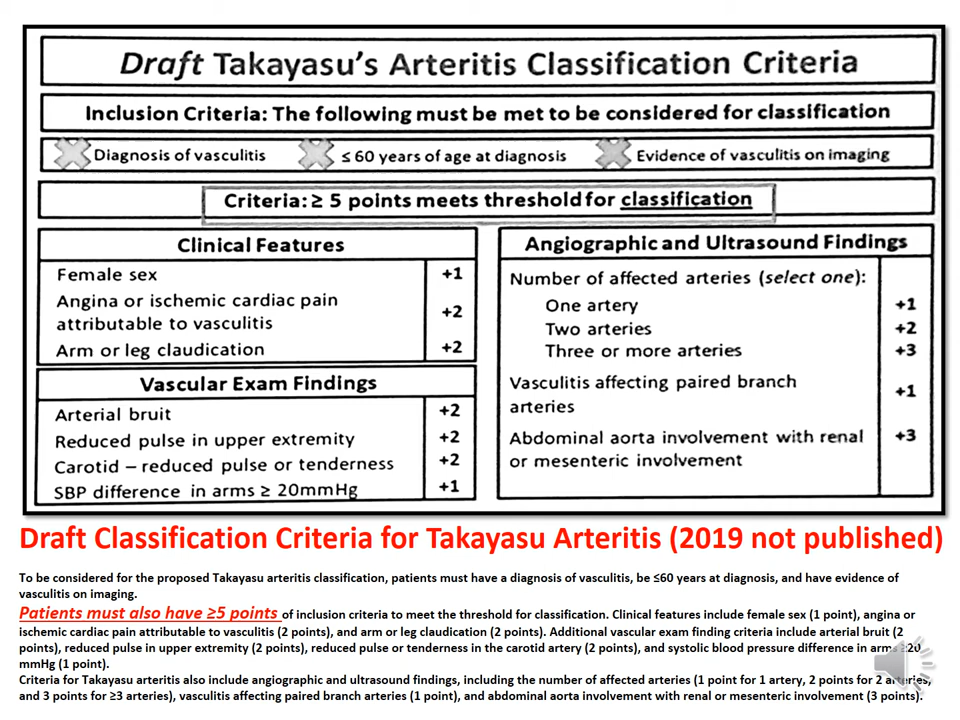 Draft Takayasu's Arteritis Classification Criteria
Inclusion Criteria: The following must be met to be considered for classification
Diagnosis of vasculitis
≤ 60 years of age at diagnosis
Evidence of vasculitis on imaging
Criteria: ≥ 5 points meets threshold for classification
Clinical Features
Female sex +1
Angina or ischemic cardiac pain
attributable to vasculitis +2
Arm or leg claudication +2
Vascular Exam Findings
Arterial bruit +2
Reduced pulse in upper extremity +2
Carotid – reduced pulse or tenderness +2
SBP difference in arms ≥ 20mmHg +1
Angiographic and Ultrasound Findings
Number of affected arteries (select one):
One artery +1
Two arteries +2
Three or more arteries +3
Vasculitis affecting paired branch
arteries +1
Abdominal aorta involvement with renal +3
or mesenteric involvement
Draft Classification Criteria for Takayasu Arteritis (2019 not published)
To be considered for the proposed Takayasu arteritis classification, patients must have a diagnosis of vasculitis, be ≤60 years at diagnosis, and have evidence of
vasculitis on imaging.
Patients must also have ≥5 points of inclusion criteria to meet the threshold for classification. Clinical features include female sex (1 point), angina or
ischemic cardiac pain attributable to vasculitis (2 points), and arm or leg claudication (2 points). Additional vascular exam finding criteria include arterial bruit (2
points), reduced pulse in upper extremity (2 points), reduced pulse or tenderness in the carotid artery (2 points), and systolic blood pressure difference in arms ≥20
mmHg (1 point).
Criteria for Takayasu arteritis also include angiographic and ultrasound findings, including the number of affected arteries (1 point for 1 artery, 2 points for 2 arteries,
and 3 points for ≥3 arteries), vasculitis affecting paired branch arteries (1 point), and abdominal aorta involvement with renal or mesenteric involvement (3 points).